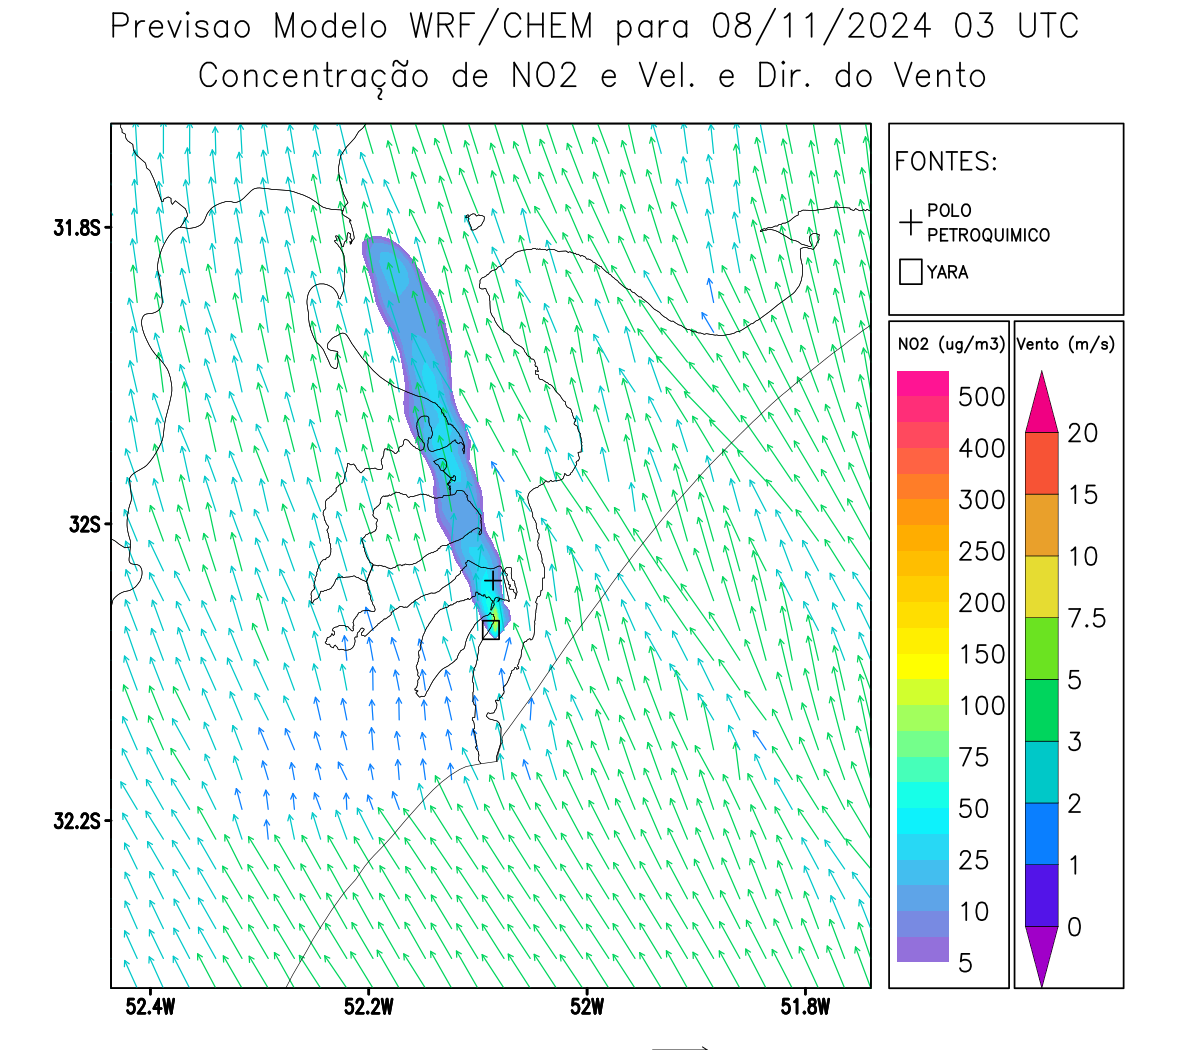 Previsao Modelo WRF/CHEM para 08/11/2024 03 UTC
Concentração de NO2 e Vel. e Dir. do Vento
FONTES:
POLO
PETROQUIMICO
YARA
NO2 (ug/m3)
500
400
300
250
200
150
100
75
50
25
10
5
Vento (m/s)
20
15
10
7.5
5
3
2
1
0
31.8S
32S
32.2S
52.4W
52.2W
52W
51.8W